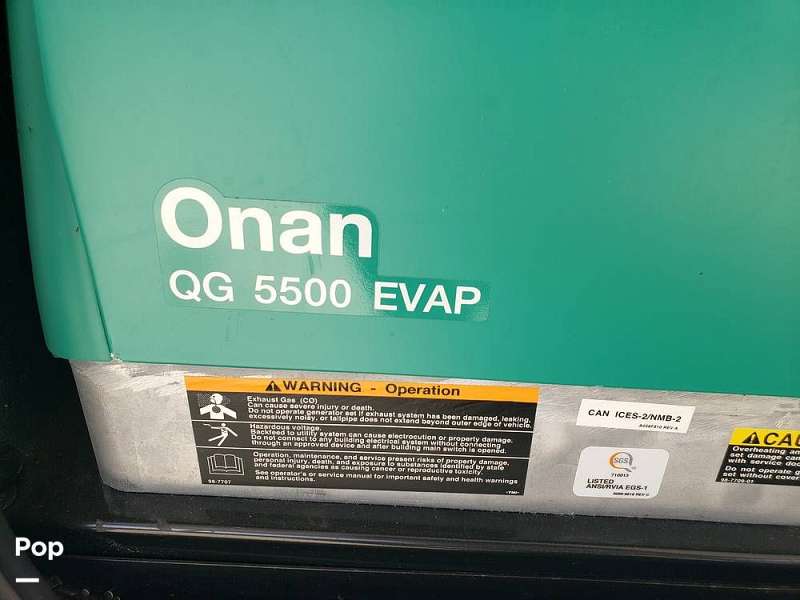 Onan
QG 5500 EVAP
WARNING - Operation
Exhaust Gas (CO)
Can cause severe injury or death.
Do not operate generator set if exhaust system has been damaged, leaking,
excessively noisy, or tailpipe does not extend beyond outer edge of vehicle.
Hazardous voltage.
Backfeed to utility system can cause electrocution or property damage.
Do not connect to any building electrical system without connecting
through an approved device and after building main switch is opened.
Operation, maintenance, and service present risks of property damage,
personal injury, death, and exposure to substances identified by state
and federal agencies as causing cancer or reproductive toxicity.
See operator's or service manual for important safety and health warnings
and instructions.
98-7707
CAN ICES-2/NMB-2
SGS
710013
LISTED
ANSI/RVIA EGS-1
CAU
Overheating an
set damage can
with service doo
Do not operate g
set without cover
98-7709-01
Pop